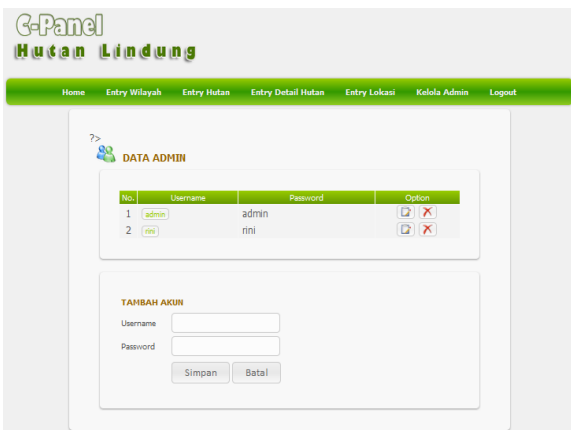 C-Panel
Hutan Lindung
Home Entry Wilayah Entry Hutan Entry Detail Hutan Entry Lokasi Kelola Admin Logout
?>
DATA ADMIN
No. Username Password Option
1 admin admin
2 rini rini
TAMBAH AKUN
Username
Password
Simpan Batal